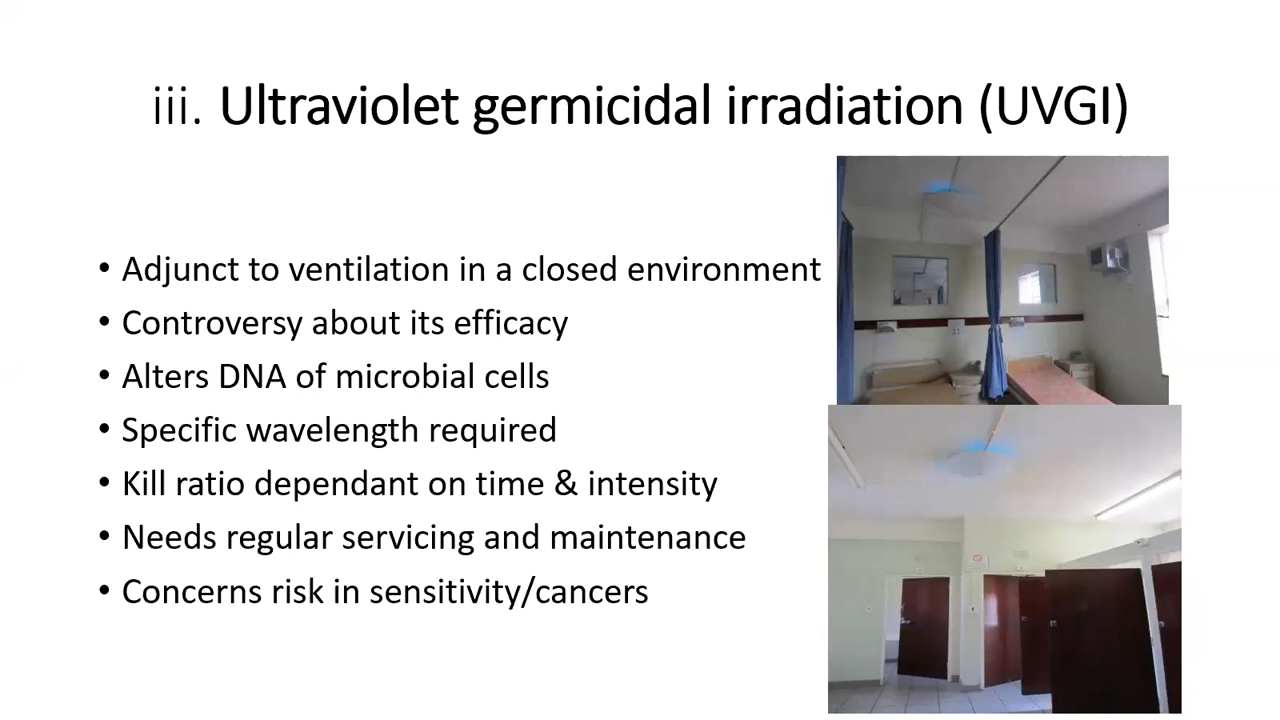 iii. Ultraviolet germicidal irradiation (UVGI)
• Adjunct to ventilation in a closed environment
• Controversy about its efficacy
• Alters DNA of microbial cells
• Specific wavelength required
• Kill ratio dependant on time & intensity
• Needs regular servicing and maintenance
• Concerns risk in sensitivity/cancers